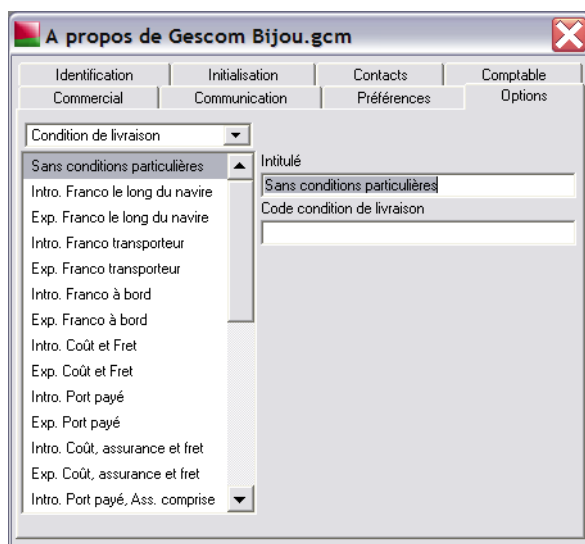 A propos de Gescom Bijou.gcm
Identification
Initialisation
Contacts
Comptable
Commercial
Communication
Préférences
Options
Condition de livraison
Sans conditions particulières
Intro. Franco le long du navire
Exp. Franco le long du navire
Intro. Franco transporteur
Exp. Franco transporteur
Intro. Franco à bord
Exp. Franco à bord
Intro. Coût et Fret
Exp. Coût et Fret
Intro. Port payé
Exp. Port payé
Intro. Coût, assurance et fret
Exp. Coût, assurance et fret
Intro. Port payé, Ass. comprise
Intitulé
Sans conditions particulières
Code condition de livraison